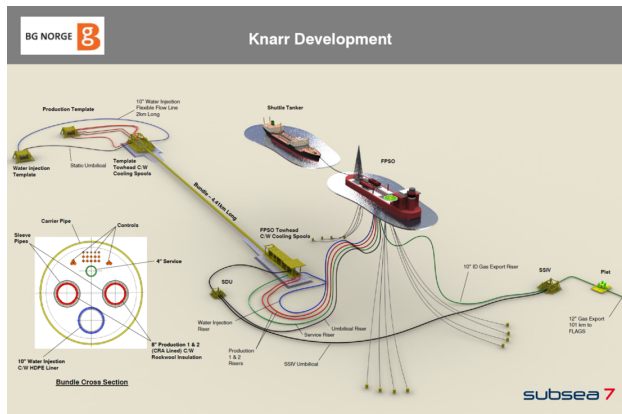 BG NORGE
Knarr Development
Production Template
10" Water Injection
Flexible Flow Line
2km Long
Shuttle Tanker
FPSO
Water Injection
Template
Static Umbilical
Template
Towhead C/W
Cooling Spools
Bundle - 4.41km Long
Carrier Pipe
Controls
Sleeve
Pipes
4" Service
FPSO Towhead
C/W Cooling Spools
SDU
10" ID Gas Export Riser
SSIV
Plet
12" Gas Export
101 km to
FLAGS
Water Injection
Riser
Umbilical Riser
Service Riser
Production
1 & 2
Risers
SSIV Umbilical
8" Production 1 & 2
(CRA Lined) C/W
Rockwool Insulation
10" Water Injection
C/W HDPE Liner
Bundle Cross Section
subsea 7